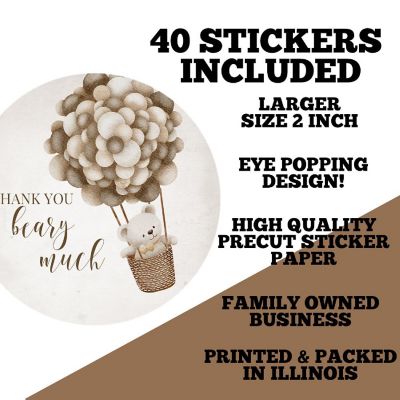 40 STICKERS
INCLUDED
LARGER
SIZE 2 INCH
EYE POPPING
DESIGN!
HIGH QUALITY
PRECUT STICKER
PAPER
FAMILY OWNED
BUSINESS
PRINTED & PACKED
IN ILLINOIS
HANK YOU
beary
much